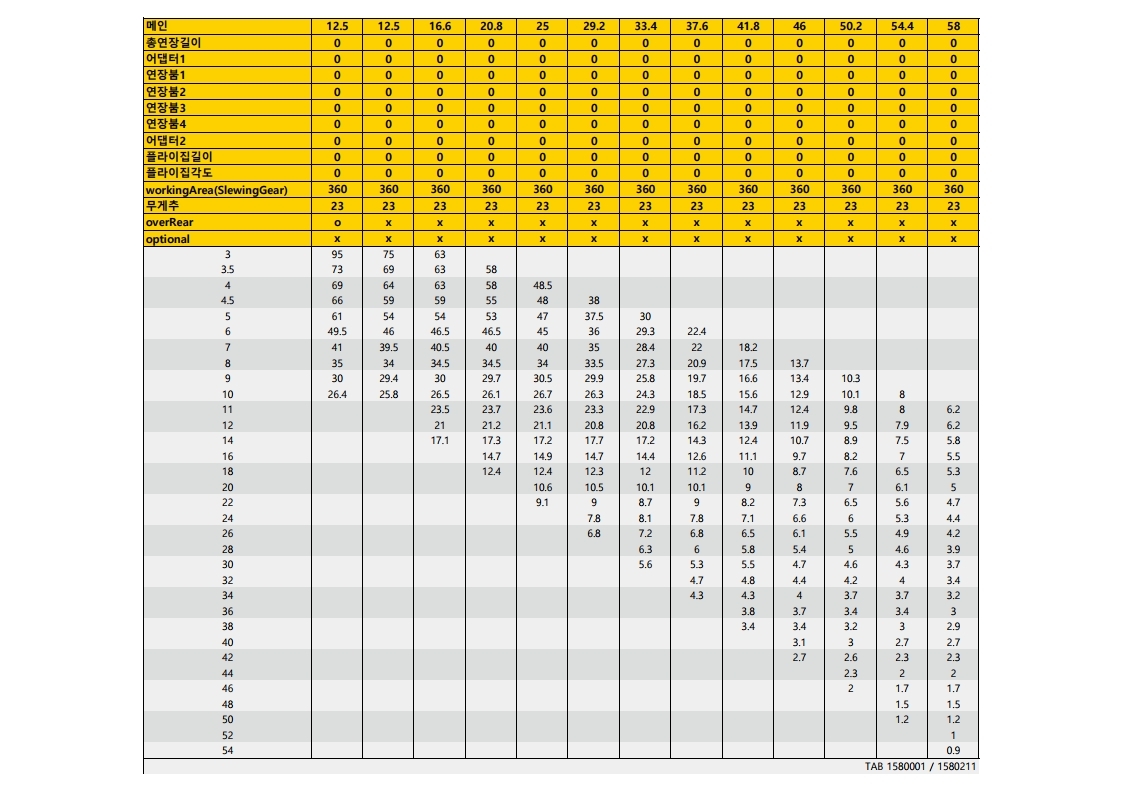 메인 12.5 12.5 16.6 20.8 25 29.2 33.4 37.6 41.8 46 50.2 54.4 58
총연장길이 0 0 0 0 0 0 0 0 0 0 0 0 0
어댑터1 0 0 0 0 0 0 0 0 0 0 0 0 0
연장붐1 0 0 0 0 0 0 0 0 0 0 0 0 0
연장붐2 0 0 0 0 0 0 0 0 0 0 0 0 0
연장붐3 0 0 0 0 0 0 0 0 0 0 0 0 0
연장붐4 0 0 0 0 0 0 0 0 0 0 0 0 0
어댑터2 0 0 0 0 0 0 0 0 0 0 0 0 0
플라이집길이 0 0 0 0 0 0 0 0 0 0 0 0 0
플라이집각도 0 0 0 0 0 0 0 0 0 0 0 0 0
workingArea(SlewingGear) 360 360 360 360 360 360 360 360 360 360 360 360 360
무게추 23 23 23 23 23 23 23 23 23 23 23 23 23
overRear o x x x x x x x x x x x x
optional x x x x x x x x x x x x x
3 95 75 63
3.5 73 69 63 58
4 69 64 63 58 48.5
4.5 66 59 59 55 48 38
5 61 54 54 53 47 37.5 30
6 49.5 46 46.5 46.5 45 36 29.3 22.4
7 41 39.5 40.5 40 40 35 28.4 22 18.2
8 35 34 34.5 34.5 34 33.5 27.3 20.9 17.5 13.7
9 30 29.4 30 29.7 30.5 29.9 25.8 19.7 16.6 13.4 10.3
10 26.4 25.8 26.5 26.1 26.7 26.3 24.3 18.5 15.6 12.9 10.1 8
11 23.5 23.7 23.6 23.3 22.9 17.3 14.7 12.4 9.8 8 6.2
12 21 21.2 21.1 20.8 20.8 16.2 13.9 11.9 9.5 7.9 6.2
14 17.1 17.3 17.2 17.7 17.2 14.3 12.4 10.7 8.9 7.5 5.8
16 14.7 14.9 14.7 14.4 12.6 11.1 9.7 8.2 7 5.5
18 12.4 12.4 12.3 12 11.2 10 8.7 7.6 6.5 5.3
20 10.6 10.5 10.1 10.1 9 8 7 6.1 5
22 9.1 9 8.7 9 8.2 7.3 6.5 5.6 4.7
24 7.8 8.1 7.8 7.1 6.6 6 5.3 4.4
26 6.8 7.2 6.8 6.5 6.1 5.5 4.9 4.2
28 6.3 6 5.8 5.4 5 4.6 3.9
30 5.6 5.3 5.5 4.7 4.6 4.3 3.7
32 4.7 4.8 4.4 4.2 4 3.4
34 4.3 4.3 4 3.7 3.7 3.2
36 3.8 3.7 3.4 3.4 3
38 3.4 3.4 3.2 3 2.9
40 3.1 3 2.7 2.7
42 2.7 2.6 2.3 2.3
44 2.3 2 2
46 2 1.7 1.7
48 1.5 1.5
50 1.2 1.2
52 1
54 0.9
TAB 1580001 / 1580211